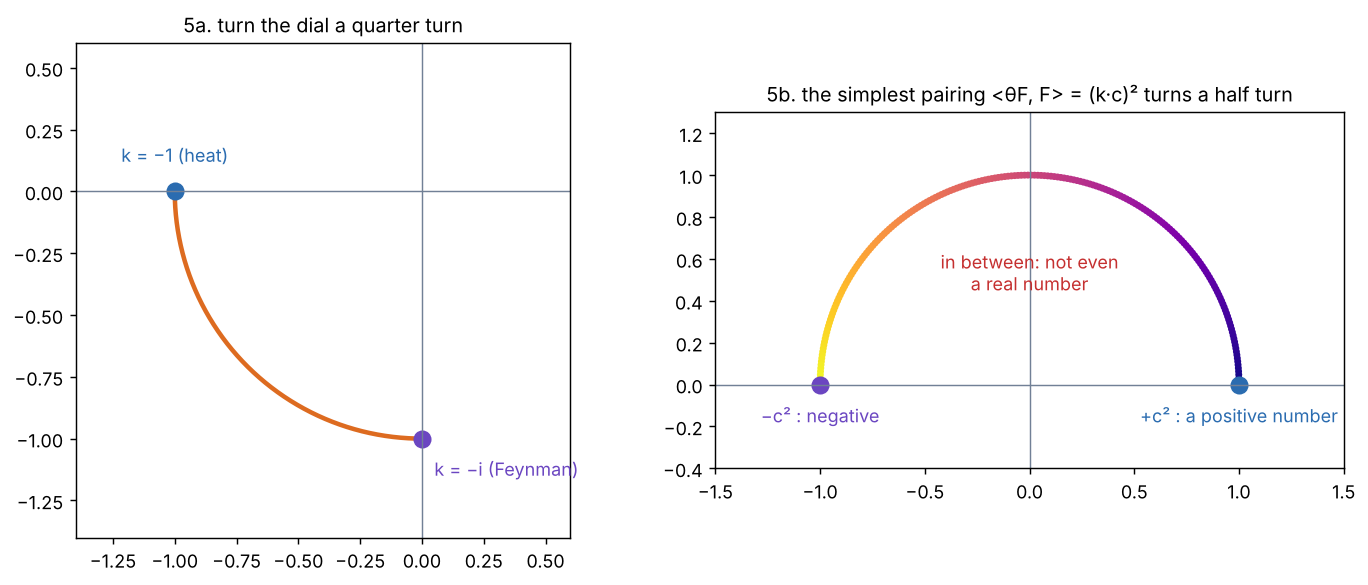 5a. turn the dial a quarter turn
0.50
0.25
k = −1 (heat)
0.00
−0.25
−0.50
−0.75
−1.00
k = −i (Feynman)
−1.25
−1.25 −1.00 −0.75 −0.50 −0.25 0.00 0.25 0.50
5b. the simplest pairing <θF, F> = (k·c)² turns a half turn
1.2
1.0
0.8
0.6
in between: not even
a real number
0.4
0.2
0.0
−c² : negative
+c² : a positive number
−0.2
−0.4
−1.5 −1.0 −0.5 0.0 0.5 1.0 1.5